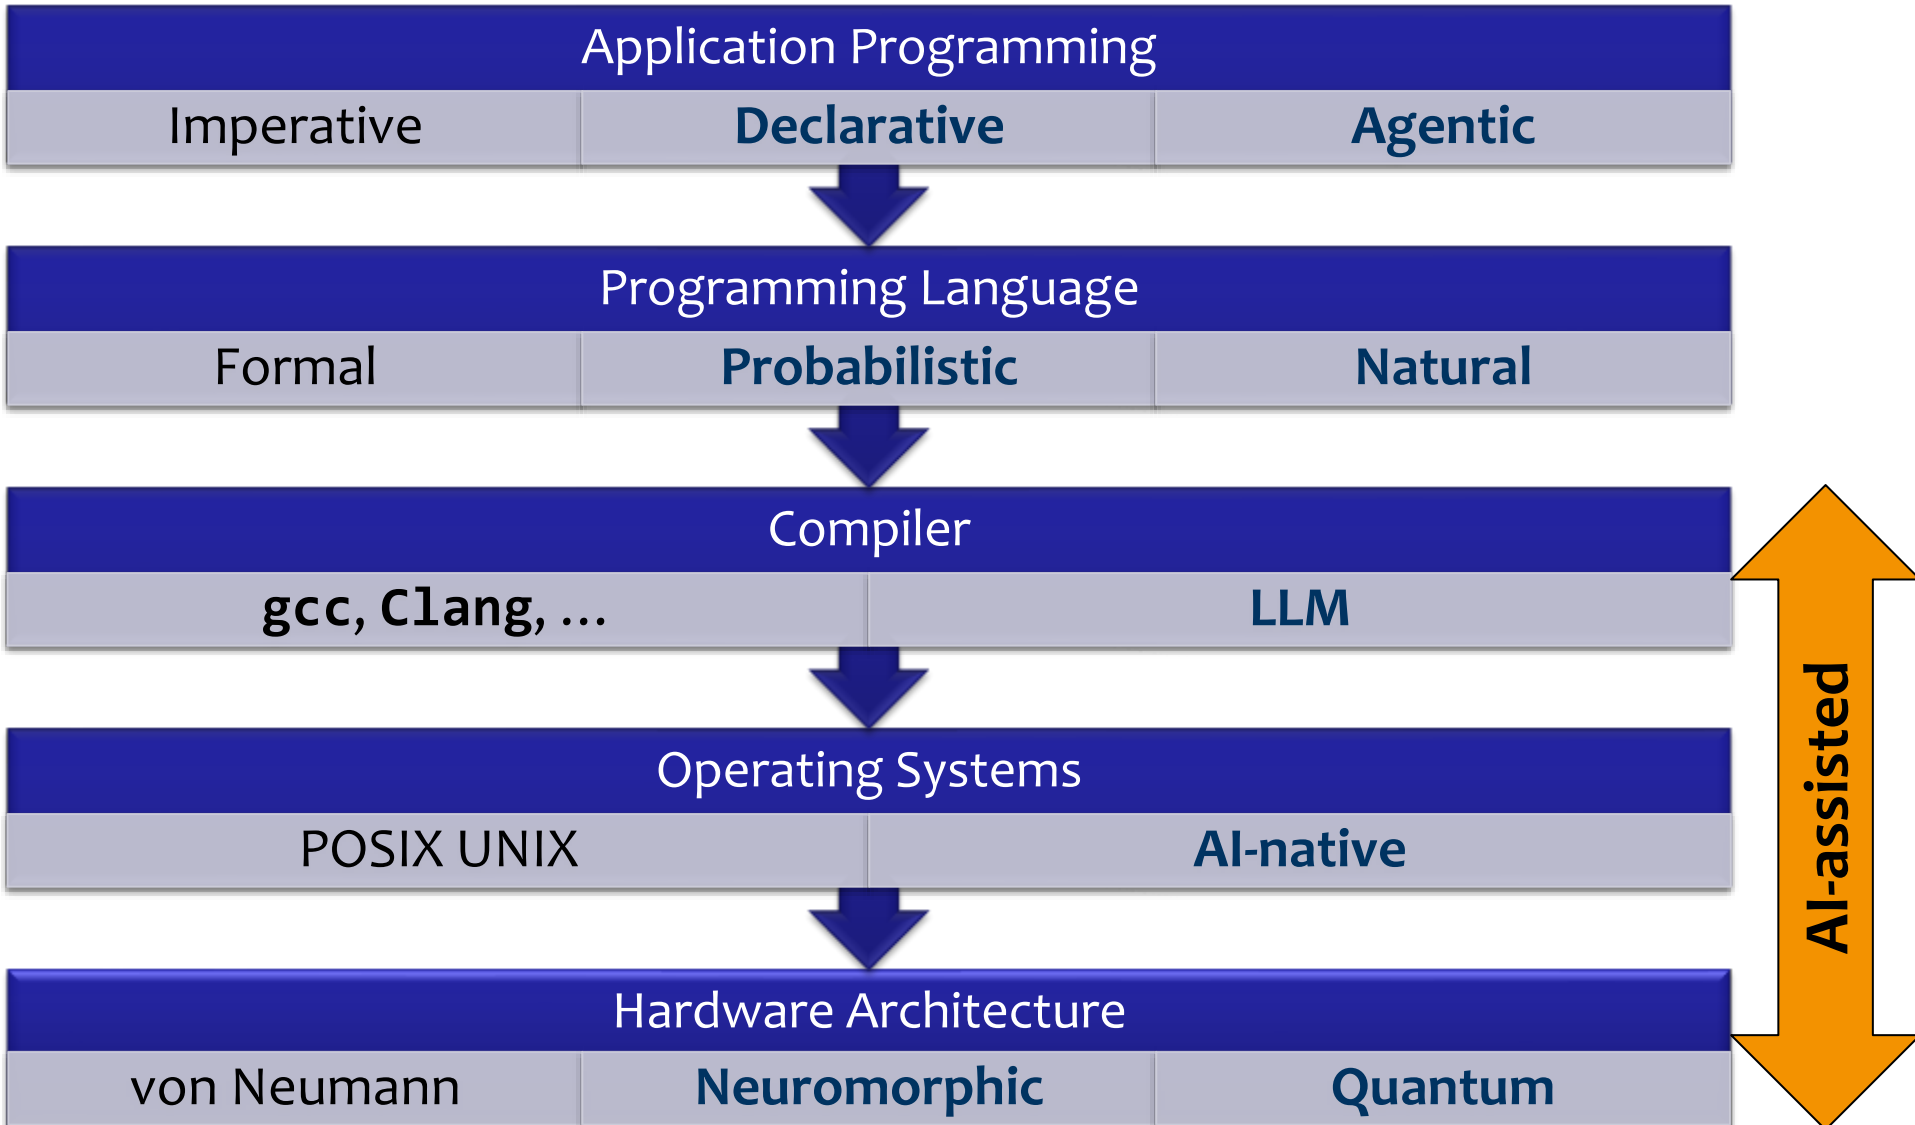 Application Programming
Imperative Declarative Agentic
Programming Language
Formal Probabilistic Natural
Compiler
gcc, Clang, ... LLM
Operating Systems
POSIX UNIX AI-native
Hardware Architecture
von Neumann Neuromorphic Quantum
AI-assisted